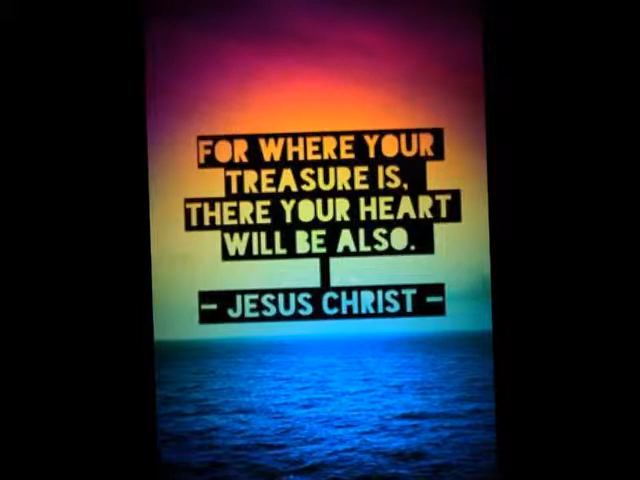 FOR WHERE YOUR
TREASURE IS,
THERE YOUR HEART
WILL BE ALSO.
– JESUS CHRIST –